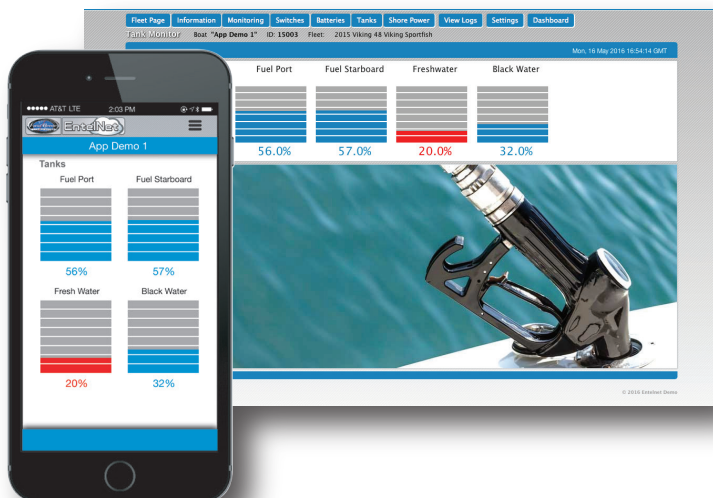 Fleet Page Information Monitoring Switches Batteries Tanks Shore Power View Logs Settings Dashboard
Tank Monitor Boat "App Demo 1" ID: 15003 Fleet: 2015 Viking 48 Viking Sportfish
Mon, 16 May 2016 16:54:14 GMT
Fuel Port Fuel Starboard Freshwater Black Water
56.0% 57.0% 20.0% 32.0%
© 2016 Entelnet Demo
AT&T LTE 2:03 PM
EntelNet
App Demo 1
Tanks
Fuel Port Fuel Starboard
56% 57%
Fresh Water Black Water
20% 32%